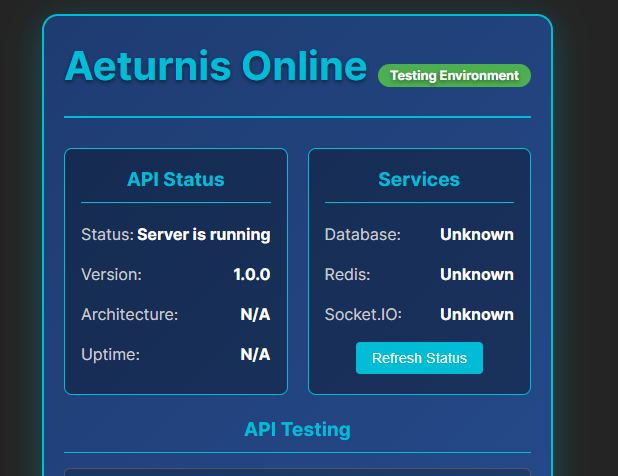 Aeturnis Online Testing Environment
API Status
Status: Server is running
Version: 1.0.0
Architecture: N/A
Uptime: N/A
Services
Database: Unknown
Redis: Unknown
Socket.IO: Unknown
Refresh Status
API Testing